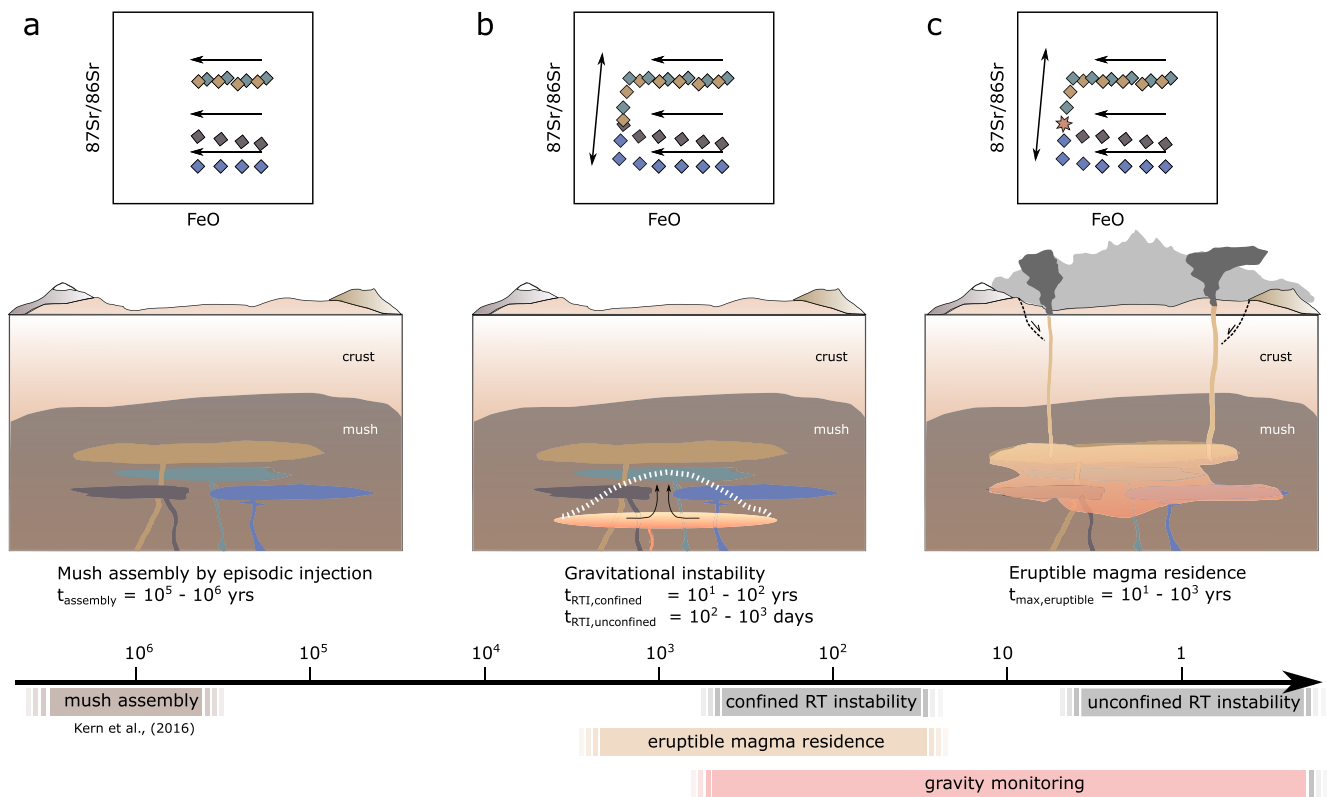 a
b
c
87Sr/86Sr
87Sr/86Sr
87Sr/86Sr
FeO
FeO
FeO
crust
crust
crust
mush
mush
mush
Mush assembly by episodic injection
t_assembly = 10^5 - 10^6 yrs
Gravitational instability
t_RTI,confined = 10^1 - 10^2 yrs
t_RTI,unconfined = 10^2 - 10^3 days
Eruptible magma residence
t_max,eruptible = 10^1 - 10^3 yrs
10^6 10^5 10^4 10^3 10^2 10 1
mush assembly
confined RT instability
unconfined RT instability
Kern et al., (2016)
eruptible magma residence
gravity monitoring